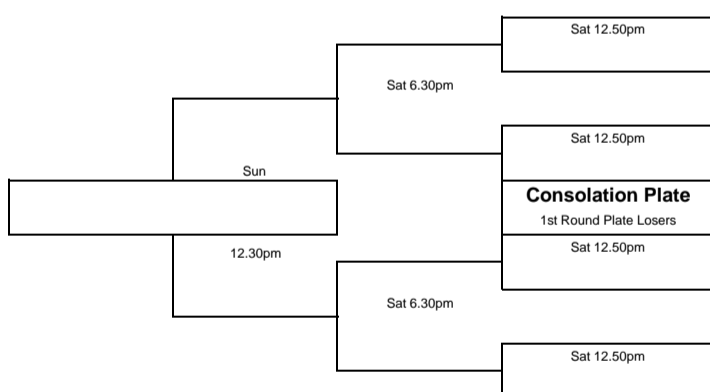 Sat 12.50pm
Sat 6.30pm
Sat 12.50pm
Sun
Consolation Plate
1st Round Plate Losers
Sat 12.50pm
12.30pm
Sat 6.30pm
Sat 12.50pm